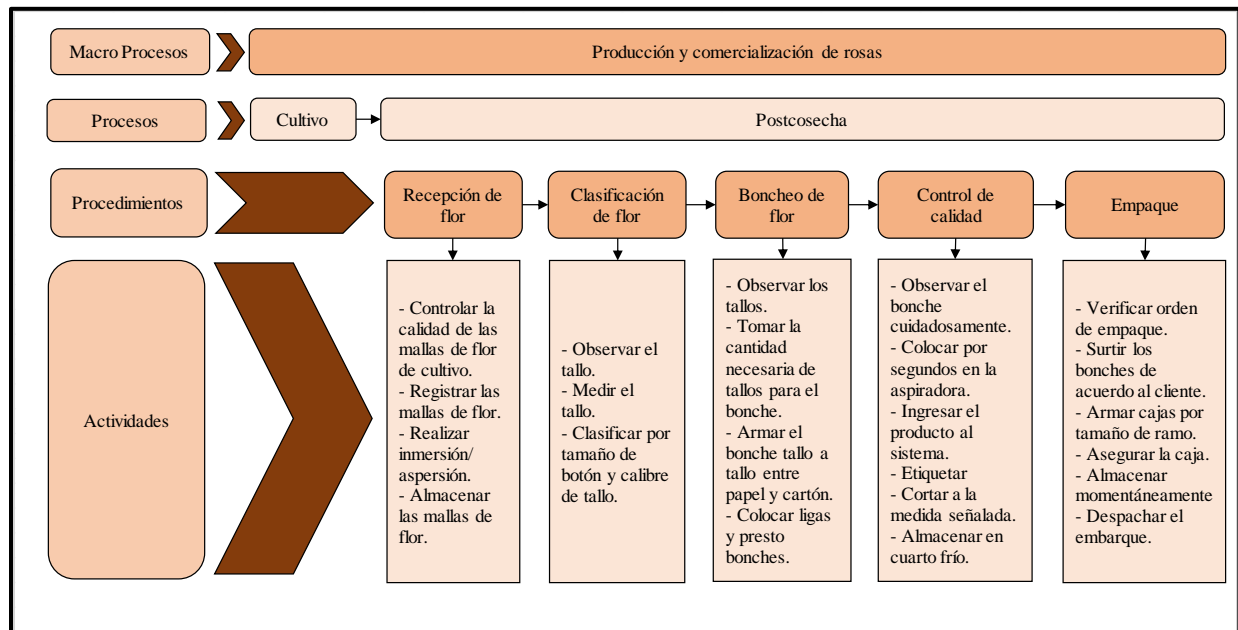 Macro Procesos
Producción y comercialización de rosas
Procesos
Cultivo
Postcosecha
Procedimientos
Recepción de
flor
Clasificación
de flor
Boncheo de
flor
Control de
calidad
Empaque
Actividades
- Controlar la
calidad de las
mallas de flor
de cultivo.
- Registrar las
mallas de flor.
- Realizar
inmersión/
aspersión.
- Almacenar
las mallas de
flor.
- Observar el
tallo.
- Medir el
tallo.
- Clasificar por
tamaño de
botón y calibre
de tallo.
- Observar los
tallos.
- Tomar la
cantidad
necesaria de
tallos para el
bonche.
- Armar el
bonche tallo a
tallo entre
papel y cartón.
- Colocar ligas
y presto
bonches.
- Observar el
bonche
cuidadosamente.
- Colocar por
segundos en la
aspiradora.
- Ingresar el
producto al
sistema.
- Etiquetar
- Cortar a la
medida señalada.
- Almacenar en
cuarto frío.
- Verificar orden
de empaque.
- Surtir los
bonches de
acuerdo al cliente.
- Armar cajas por
tamaño de ramo.
- Asegurar la caja.
- Almacenar
momentáneamente
- Despachar el
embarque.